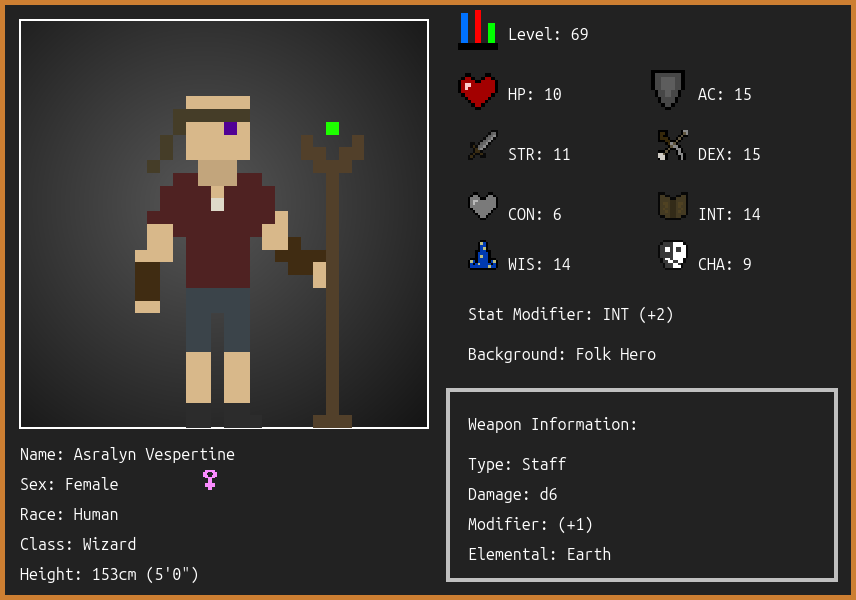 Level: 69
HP: 10
AC: 15
STR: 11
DEX: 15
CON: 6
INT: 14
WIS: 14
CHA: 9
Stat Modifier: INT (+2)
Background: Folk Hero
Weapon Information:
Type: Staff
Damage: d6
Modifier: (+1)
Elemental: Earth
Name: Asralyn Vespertine
Sex: Female
Race: Human
Class: Wizard
Height: 153cm (5'0")